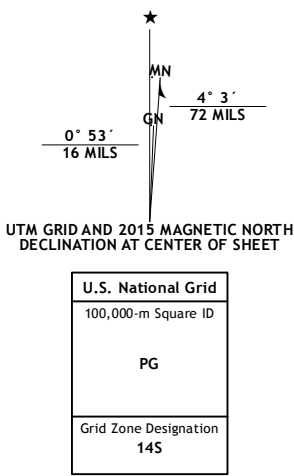 ★
MN
GN
4° 3´
72 MILS
0° 53´
16 MILS
UTM GRID AND 2015 MAGNETIC NORTH
DECLINATION AT CENTER OF SHEET
U.S. National Grid
100,000-m Square ID
PG
Grid Zone Designation
14S